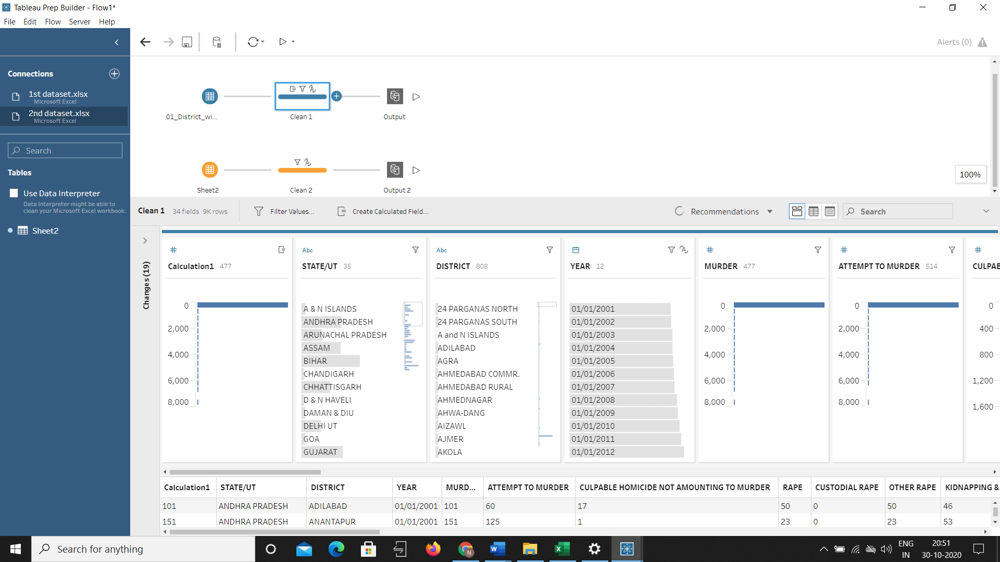 Tableau Prep Builder - Flow1*
File Edit Flow Server Help
Alerts (0)
Connections
1st dataset.xlsx
Microsoft Excel
2nd dataset.xlsx
Microsoft Excel
Search
Tables
Use Data Interpreter
Data Interpreter might be able to
clean your Microsoft Excel workbook.
Sheet2
01_District_wi...
Clean 1
Output
Sheet2
Clean 2
Output 2
100%
Clean 1 34 fields 9K rows Filter Values... Create Calculated Field... Recommendations Search
Changes (19)
Calculation1 477
0
2,000
4,000
6,000
8,000
Abc
STATE/UT 35
A & N ISLANDS
ANDHRA PRADESH
ARUNACHAL PRADESH
ASSAM
BIHAR
CHANDIGARH
CHHATTISGARH
D & N HAVELI
DAMAN & DIU
DELHI UT
GOA
GUJARAT
Abc
DISTRICT 808
24 PARGANAS NORTH
24 PARGANAS SOUTH
A and N ISLANDS
ADILABAD
AGRA
AHMEDABAD COMMR.
AHMEDABAD RURAL
AHMEDNAGAR
AHWA-DANG
AIZAWL
AJMER
AKOLA
YEAR 12
01/01/2001
01/01/2002
01/01/2003
01/01/2004
01/01/2005
01/01/2006
01/01/2007
01/01/2008
01/01/2009
01/01/2010
01/01/2011
01/01/2012
MURDER 477
0
2,000
4,000
6,000
8,000
ATTEMPT TO MURDER 514
0
2,000
4,000
6,000
8,000
CULPAE
0
400
800
1,200
1,600
Calculation1 STATE/UT DISTRICT YEAR MURD... ATTEMPT TO MURDER CULPABLE HOMICIDE NOT AMOUNTING TO MURDER RAPE CUSTODIAL RAPE OTHER RAPE KIDNAPPING &
101 ANDHRA PRADESH ADILABAD 01/01/2001 101 60 17 50 0 50 46
151 ANDHRA PRADESH ANANTAPUR 01/01/2001 151 125 1 23 0 23 53
Search for anything
ENG
IN
20:51
30-10-2020